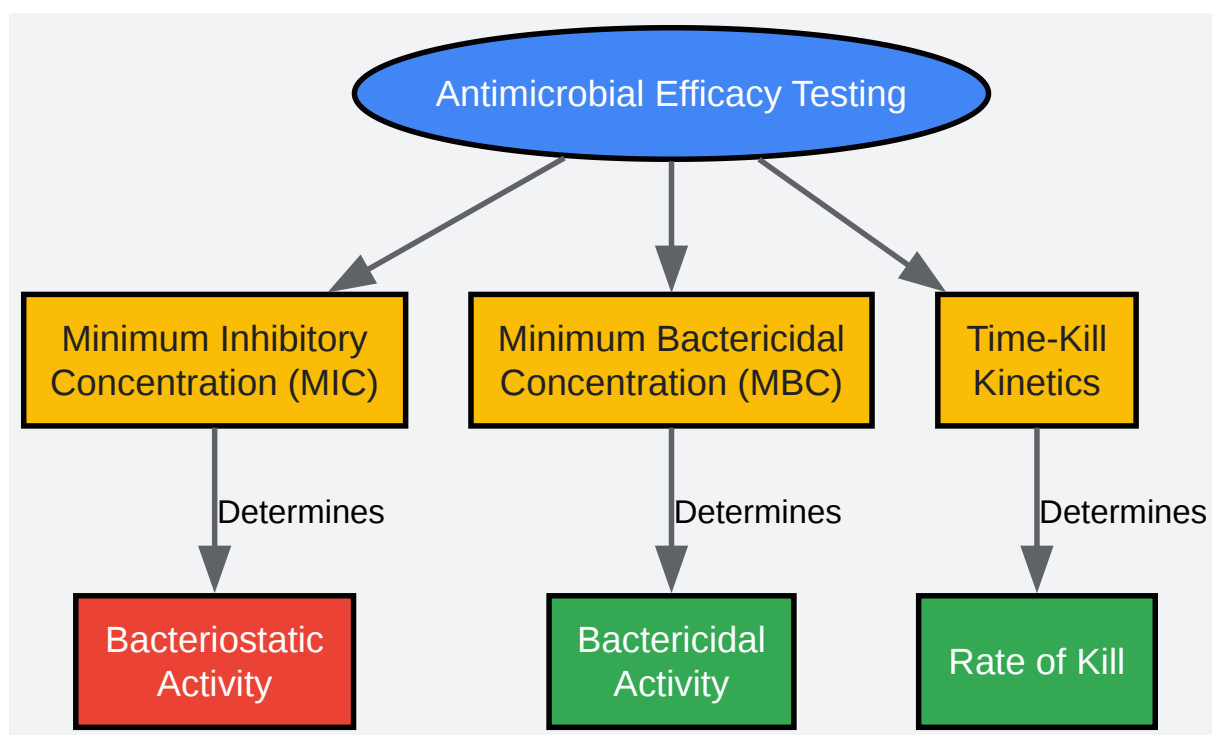 Antimicrobial Efficacy Testing
Minimum Inhibitory
Concentration (MIC)
Minimum Bactericidal
Concentration (MBC)
Time-Kill
Kinetics
Determines
Determines
Determines
Bacteriostatic
Activity
Bactericidal
Activity
Rate of Kill